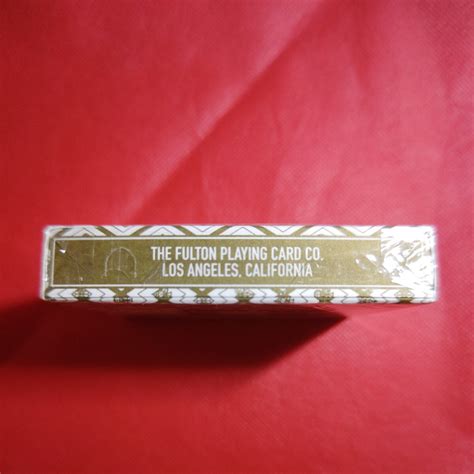 THE FULTON PLAYING CARD CO.
LOS ANGELES, CALIFORNIA